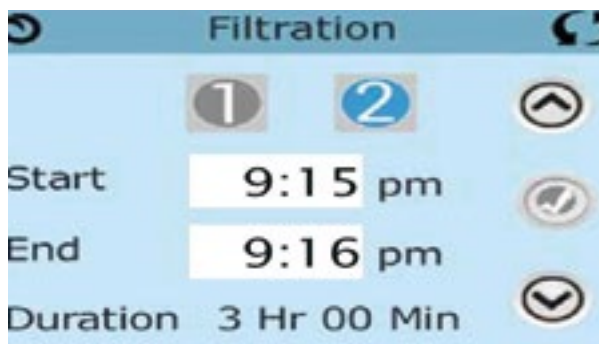 Filtration
1 2
Start 9:15 pm
End 9:16 pm
Duration 3 Hr 00 Min